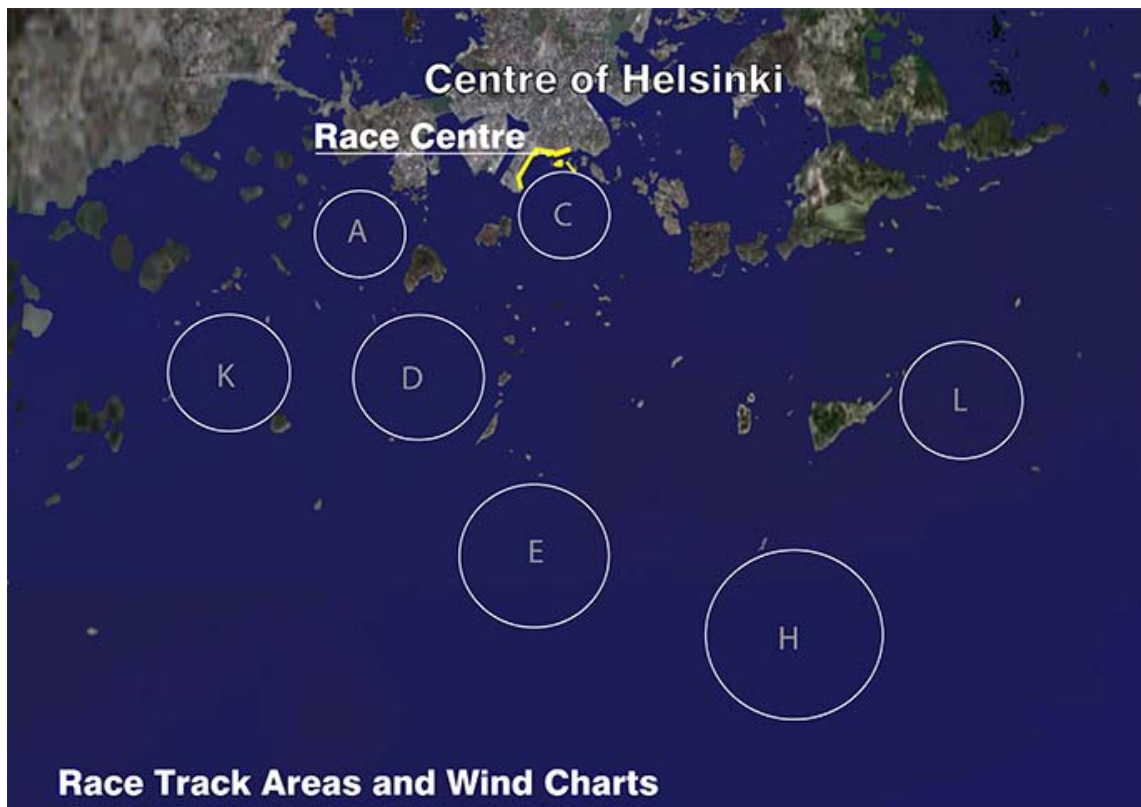 Centre of Helsinki
Race Centre
A
C
K
D
L
E
H
Race Track Areas and Wind Charts